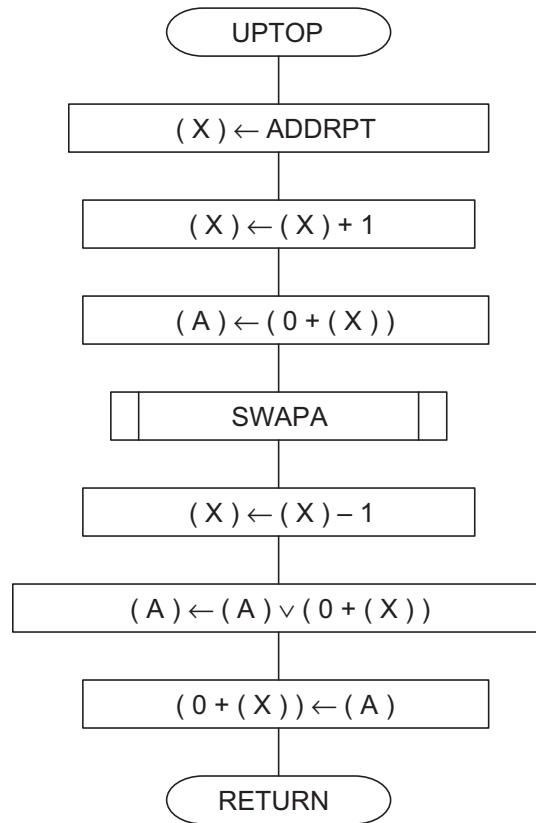 UPTOP
( X ) ← ADDRPT
( X ) ← ( X ) + 1
( A ) ← ( 0 + ( X ) )
SWAPA
( X ) ← ( X ) – 1
( A ) ← ( A ) ∨ ( 0 + ( X ) )
( 0 + ( X ) ) ← ( A )
RETURN